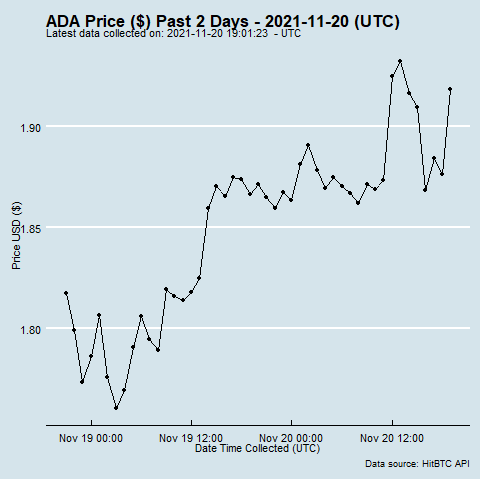 ADA Price ($) Past 2 Days - 2021-11-20 (UTC)
Latest data collected on: 2021-11-20 19:01:23 - UTC
1.90
1.85
1.80
Price USD ($)
Nov 19 00:00
Nov 19 12:00
Nov 20 00:00
Nov 20 12:00
Date Time Collected (UTC)
Data source: HitBTC API